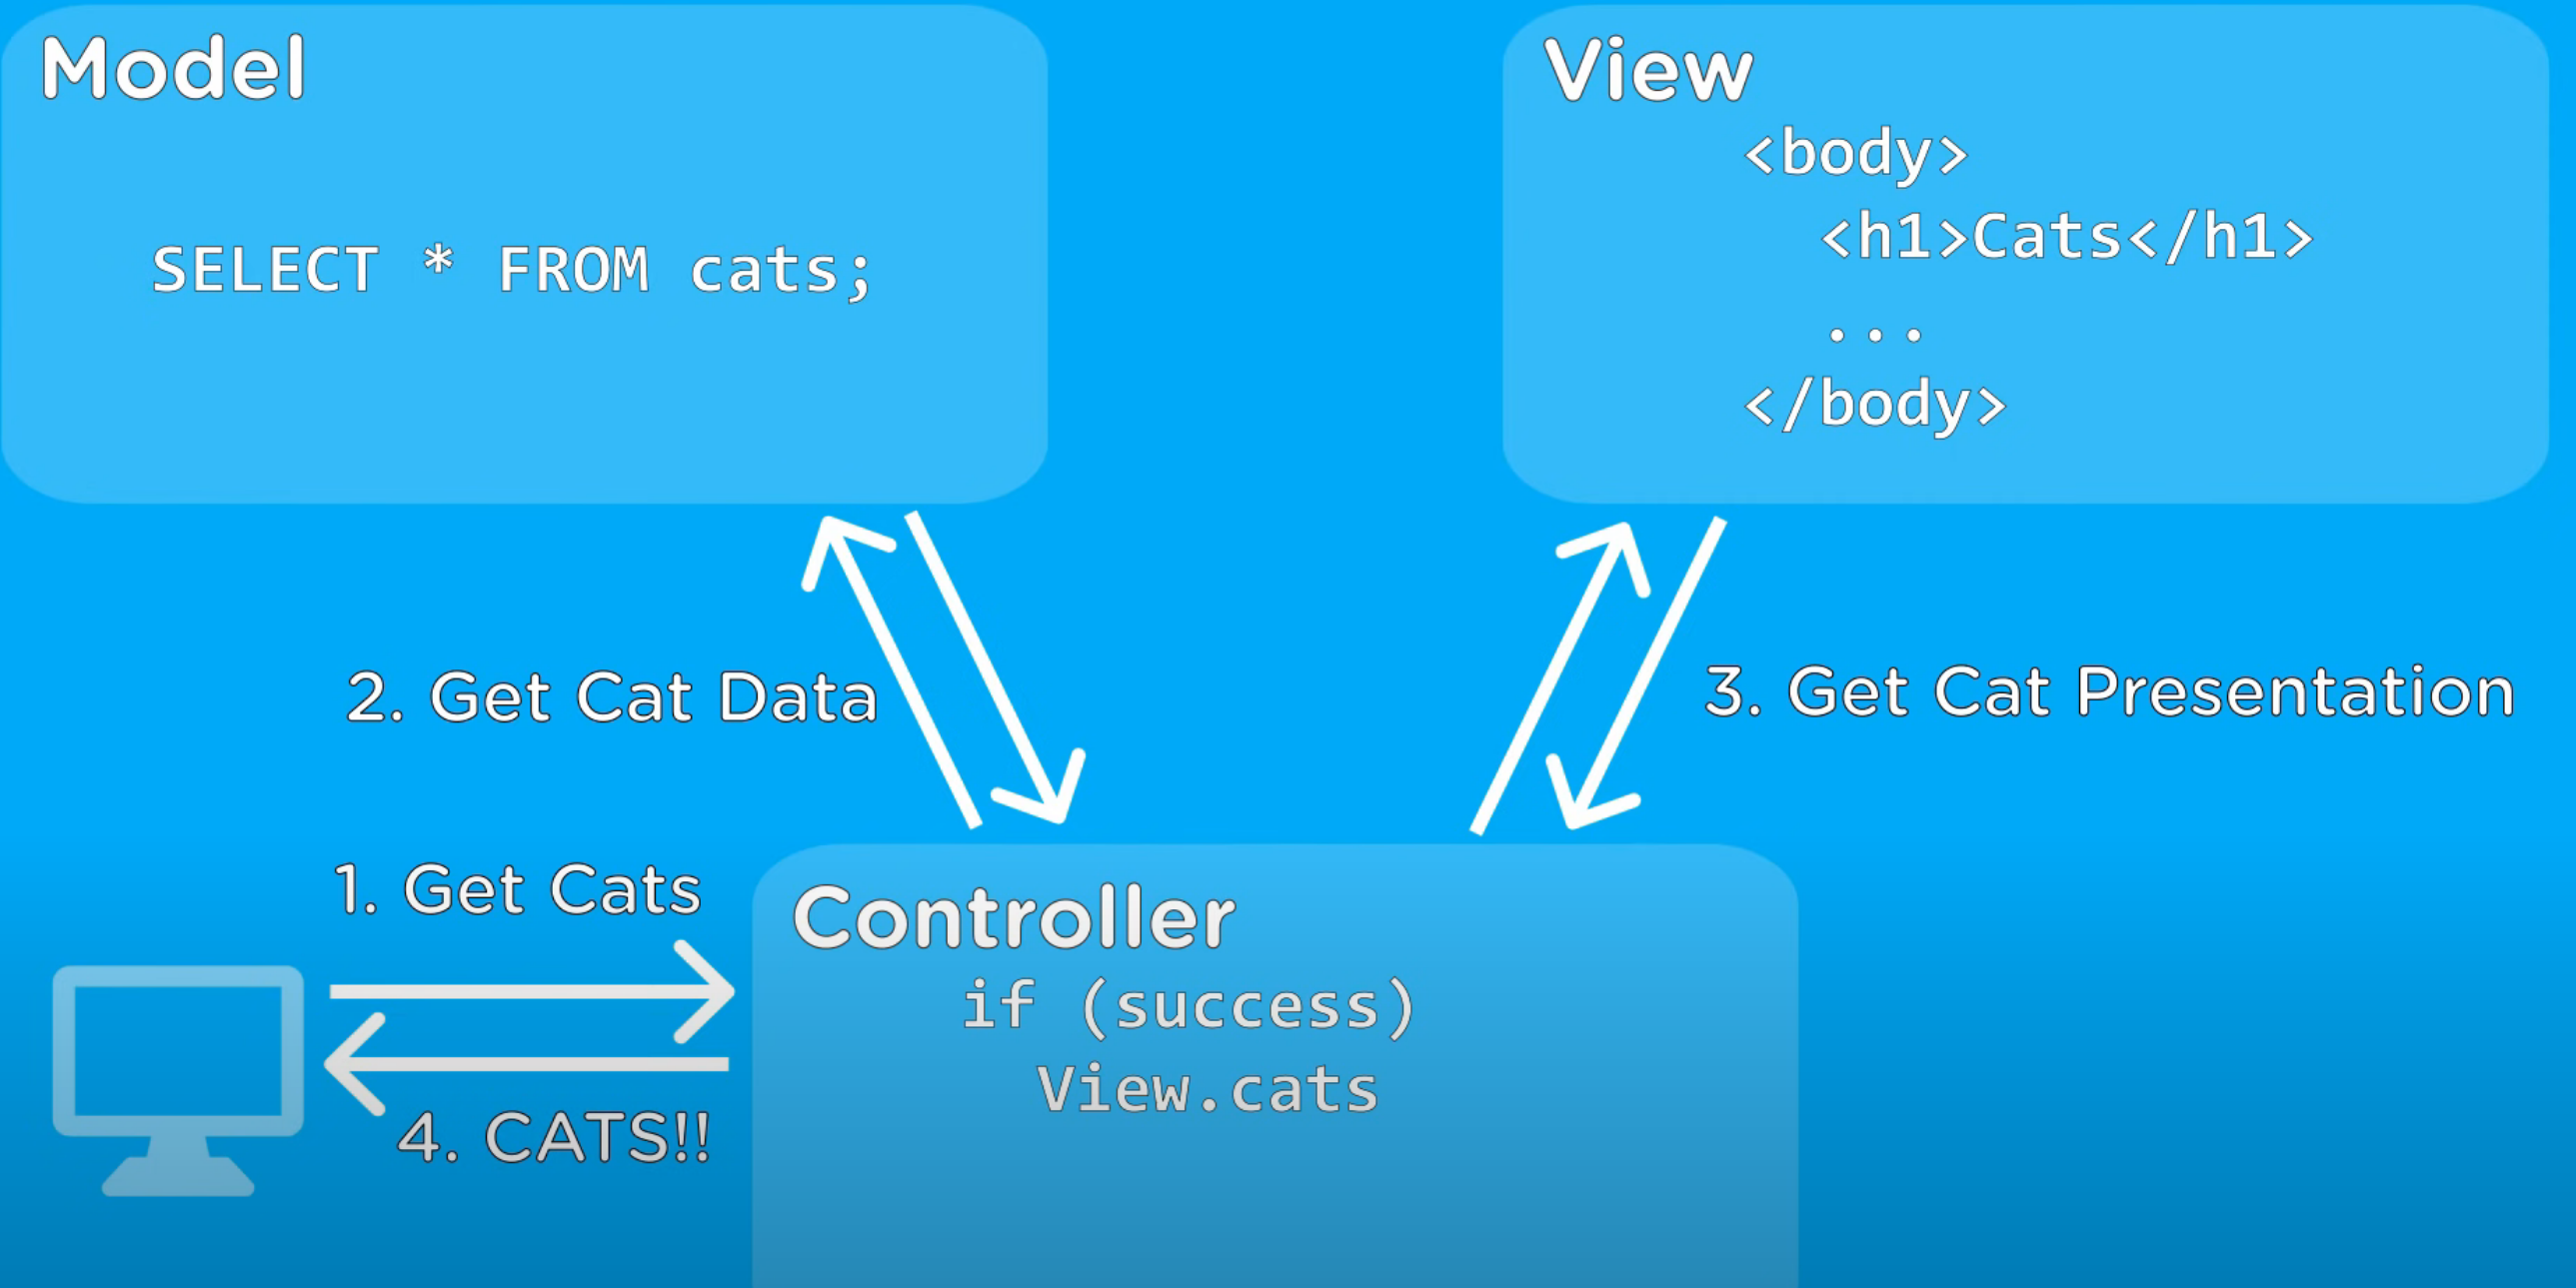 Model
SELECT * FROM cats;
View
<body>
<h1>Cats</h1>
...
</body>
2. Get Cat Data
3. Get Cat Presentation
1. Get Cats
4. CATS!!
Controller
if (success)
View.cats